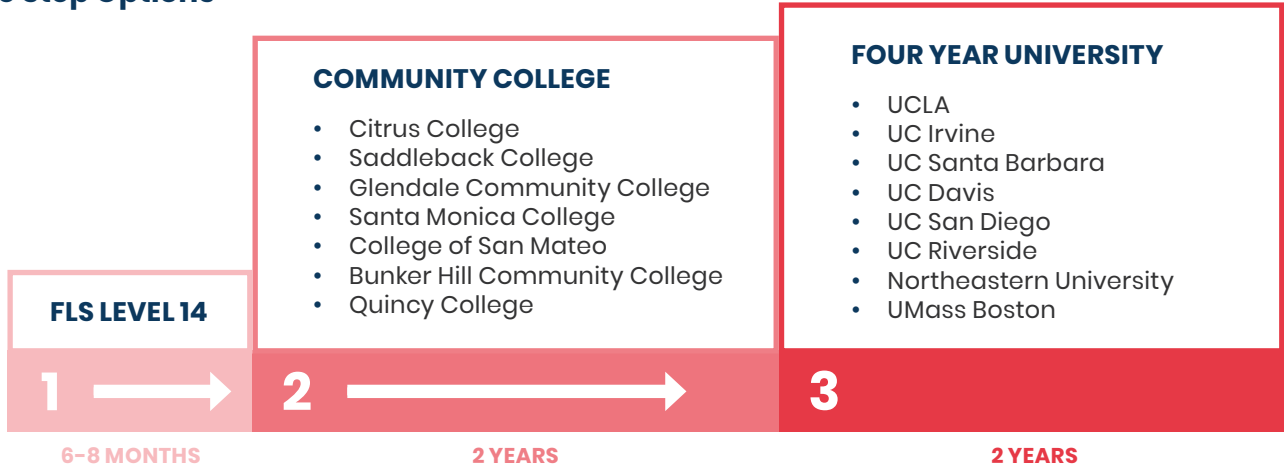 Step Options
FLS LEVEL 14
1
6-8 MONTHS
COMMUNITY COLLEGE
• Citrus College
• Saddleback College
• Glendale Community College
• Santa Monica College
• College of San Mateo
• Bunker Hill Community College
• Quincy College
2
2 YEARS
FOUR YEAR UNIVERSITY
• UCLA
• UC Irvine
• UC Santa Barbara
• UC Davis
• UC San Diego
• UC Riverside
• Northeastern University
• UMass Boston
3
2 YEARS